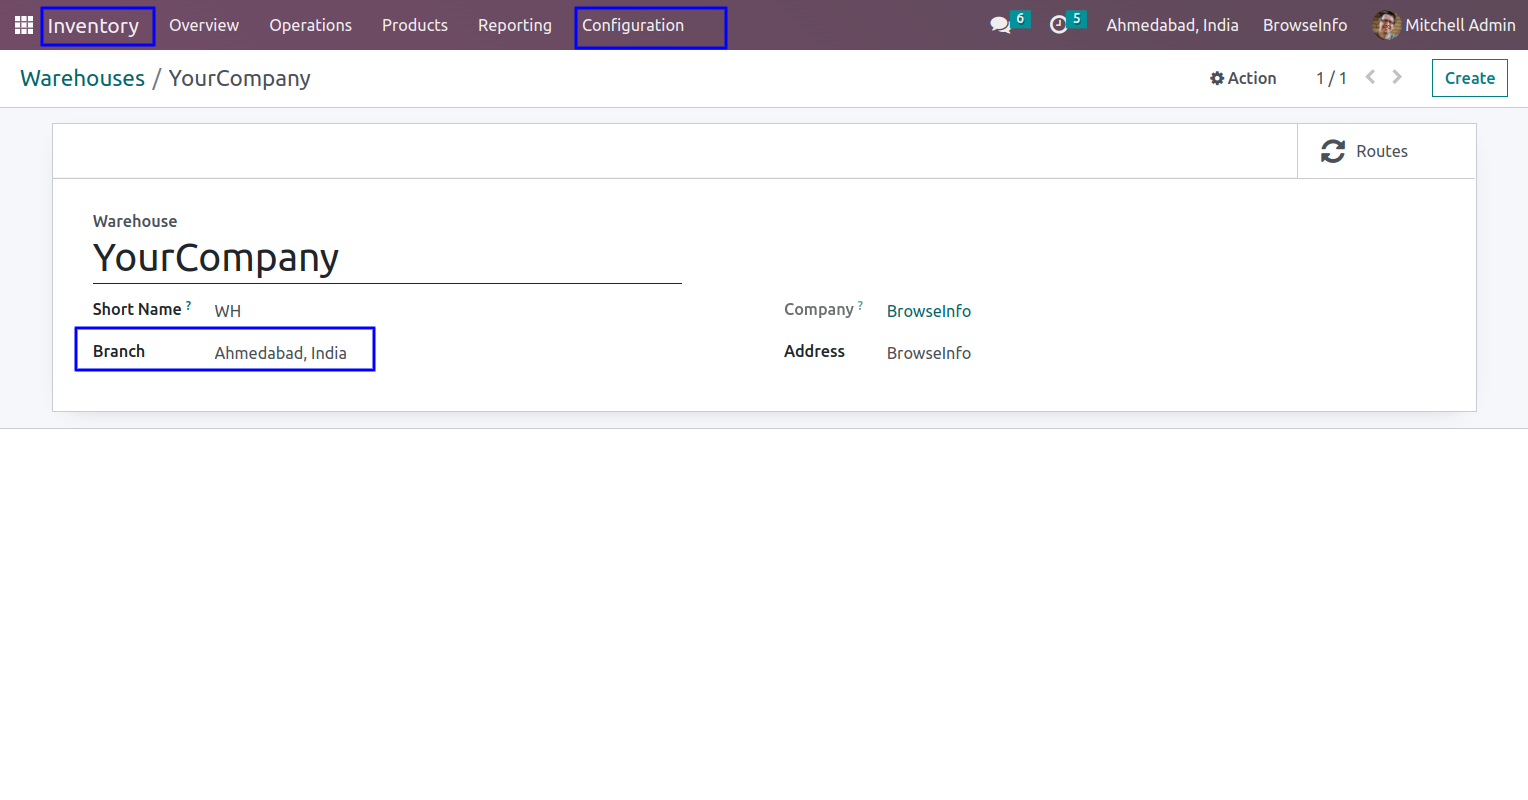 Inventory Overview Operations Products Reporting Configuration 6 5 Ahmedabad, India BrowseInfo Mitchell Admin
Warehouses / YourCompany Action 1 / 1 Create
Routes
Warehouse
YourCompany
Short Name ? WH Company ? BrowseInfo
Branch Ahmedabad, India Address BrowseInfo